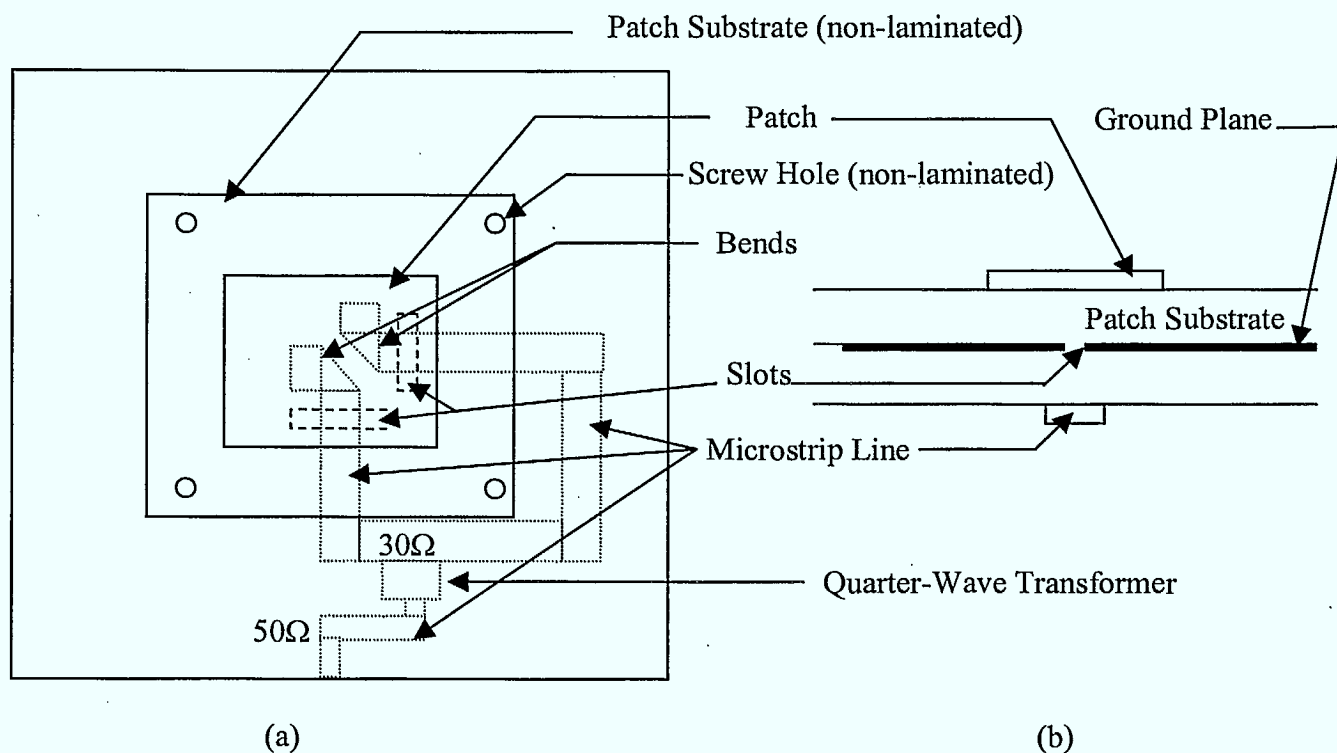 Patch Substrate (non-laminated)
Patch
Ground Plane
Screw Hole (non-laminated)
Bends
Patch Substrate
Slots
Microstrip Line
30Ω
Quarter-Wave Transformer
50Ω
(a)
(b)